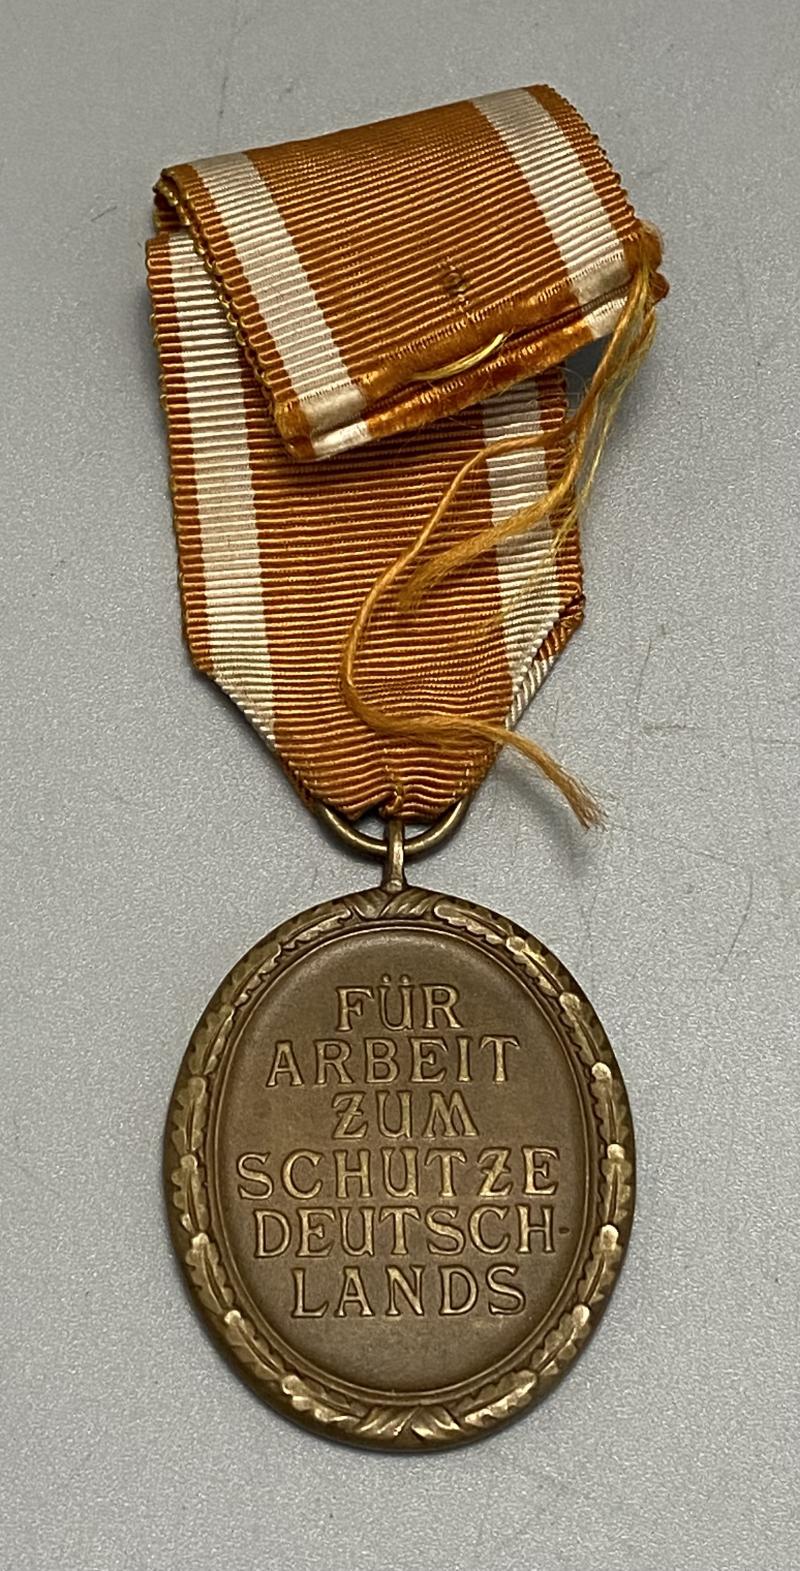 FÜR
ARBEIT
ZUM
SCHUTZE
DEUTSCH-
LANDS